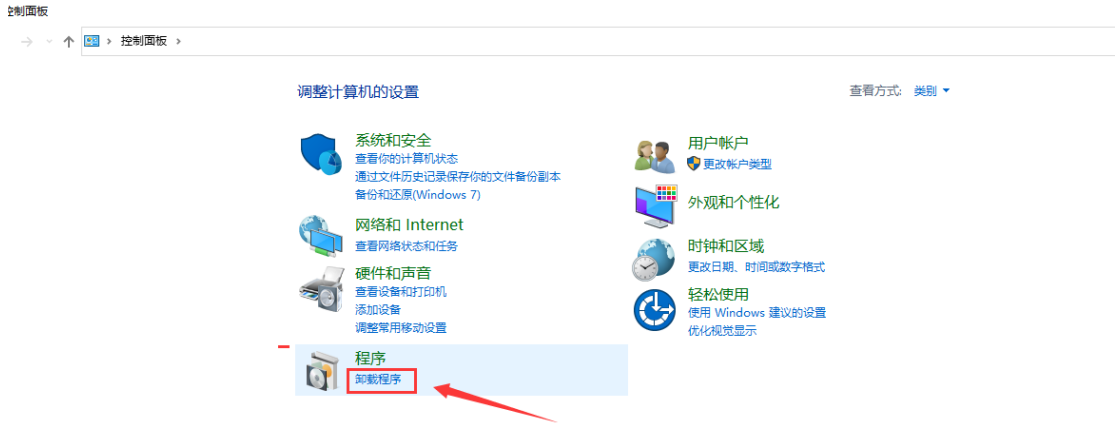 控制面板
控制面板
调整计算机的设置
查看方式: 类别
系统和安全
查看你的计算机状态
通过文件历史记录保存你的文件备份副本
备份和还原(Windows 7)
网络和 Internet
查看网络状态和任务
硬件和声音
查看设备和打印机
添加设备
调整常用移动设置
程序
卸载程序
用户帐户
更改帐户类型
外观和个性化
时钟和区域
更改日期、时间或数字格式
轻松使用
使用 Windows 建议的设置
优化视觉显示